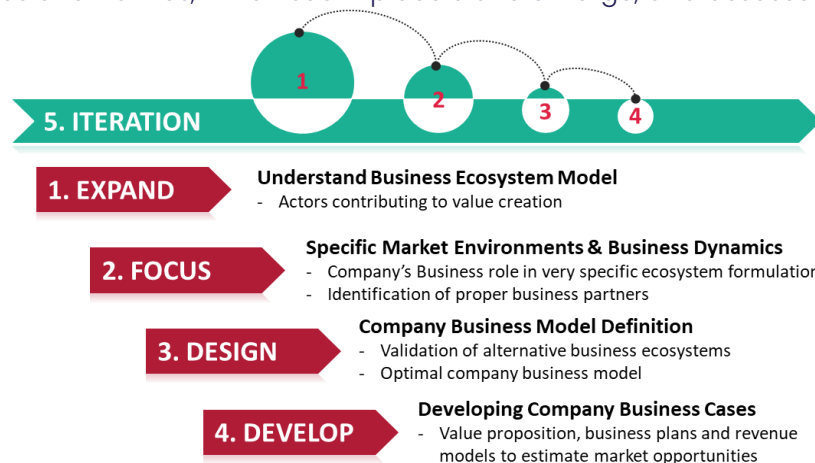 1
2
3
4
5. ITERATION
1. EXPAND
Understand Business Ecosystem Model
- Actors contributing to value creation
2. FOCUS
Specific Market Environments & Business Dynamics
- Company's Business role in very specific ecosystem formulation
- Identification of proper business partners
3. DESIGN
Company Business Model Definition
- Validation of alternative business ecosystems
- Optimal company business model
4. DEVELOP
Developing Company Business Cases
- Value proposition, business plans and revenue
models to estimate market opportunities